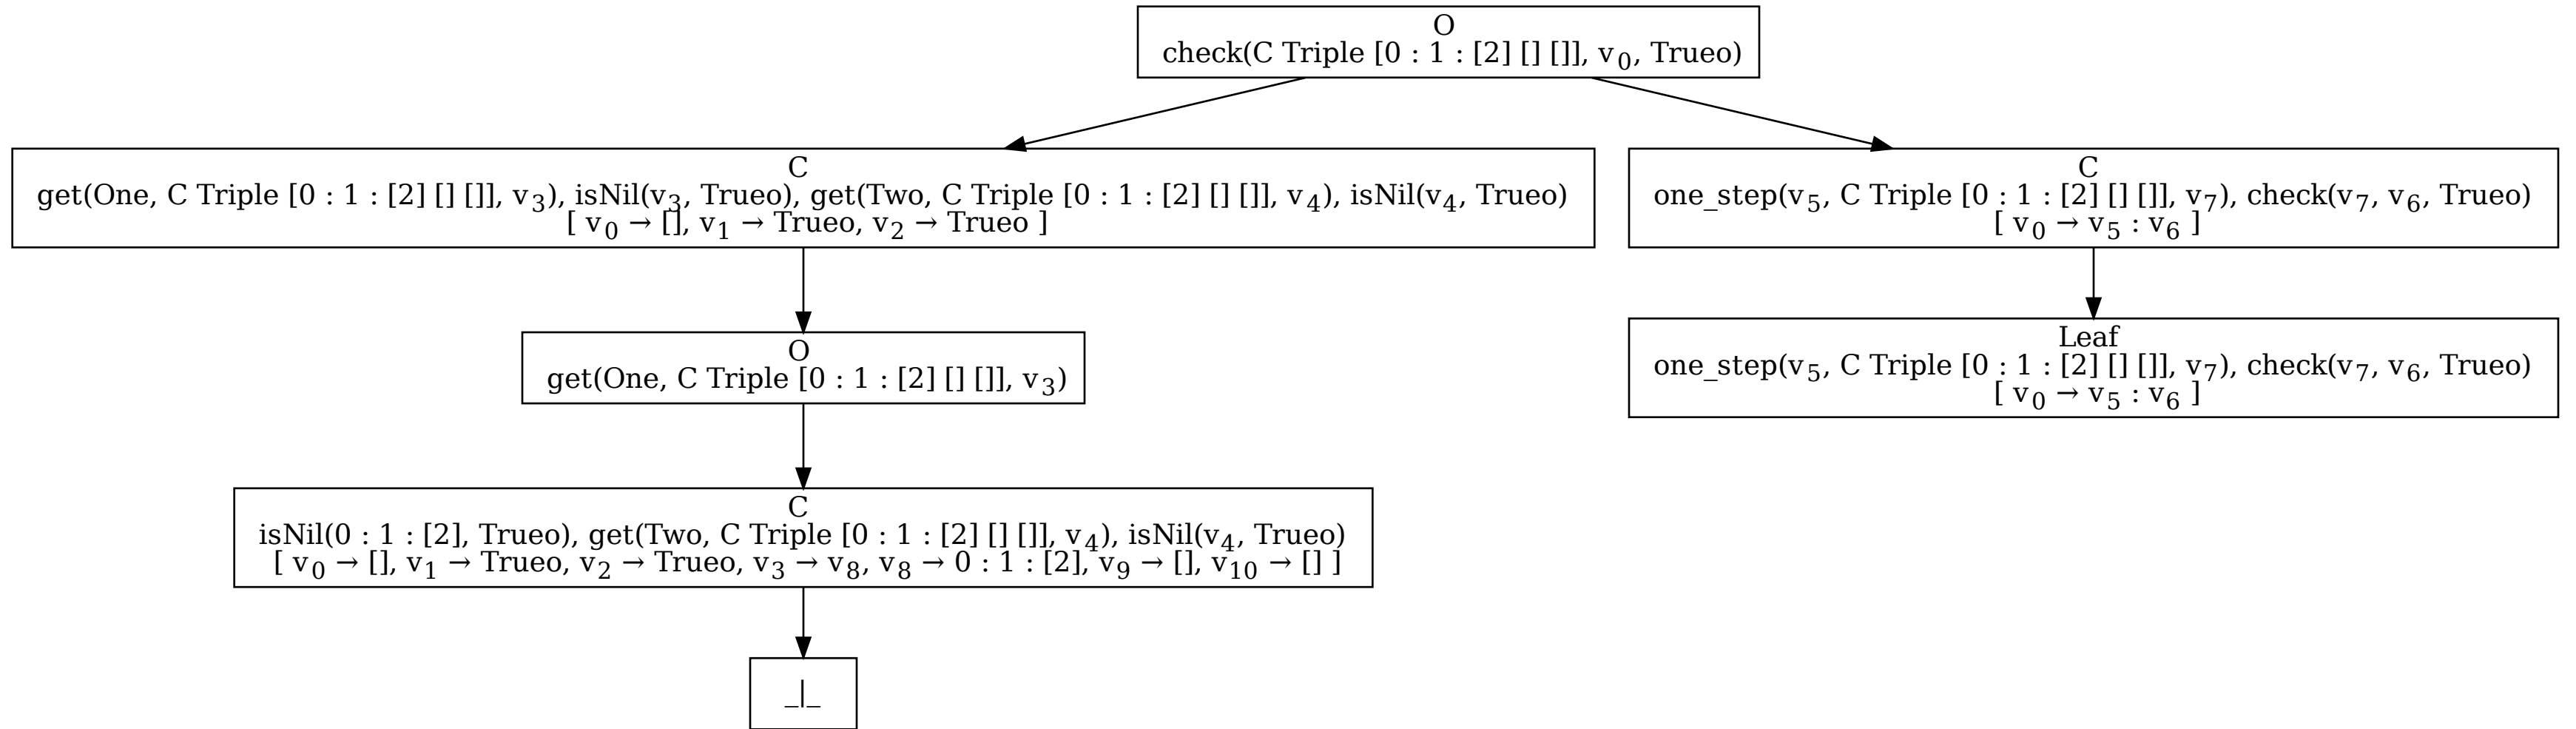 O
check(C Triple [0 : 1 : [2] [] []], v0, Trueo)
C
get(One, C Triple [0 : 1 : [2] [] []], v3), isNil(v3, Trueo), get(Two, C Triple [0 : 1 : [2] [] []], v4), isNil(v4, Trueo)
[ v0 → [], v1 → Trueo, v2 → Trueo ]
C
one_step(v5, C Triple [0 : 1 : [2] [] []], v7), check(v7, v6, Trueo)
[ v0 → v5 : v6 ]
O
get(One, C Triple [0 : 1 : [2] [] []], v3)
Leaf
one_step(v5, C Triple [0 : 1 : [2] [] []], v7), check(v7, v6, Trueo)
[ v0 → v5 : v6 ]
C
isNil(0 : 1 : [2], Trueo), get(Two, C Triple [0 : 1 : [2] [] []], v4), isNil(v4, Trueo)
[ v0 → [], v1 → Trueo, v2 → Trueo, v3 → v8, v8 → 0 : 1 : [2], v9 → [], v10 → [] ]
_|_